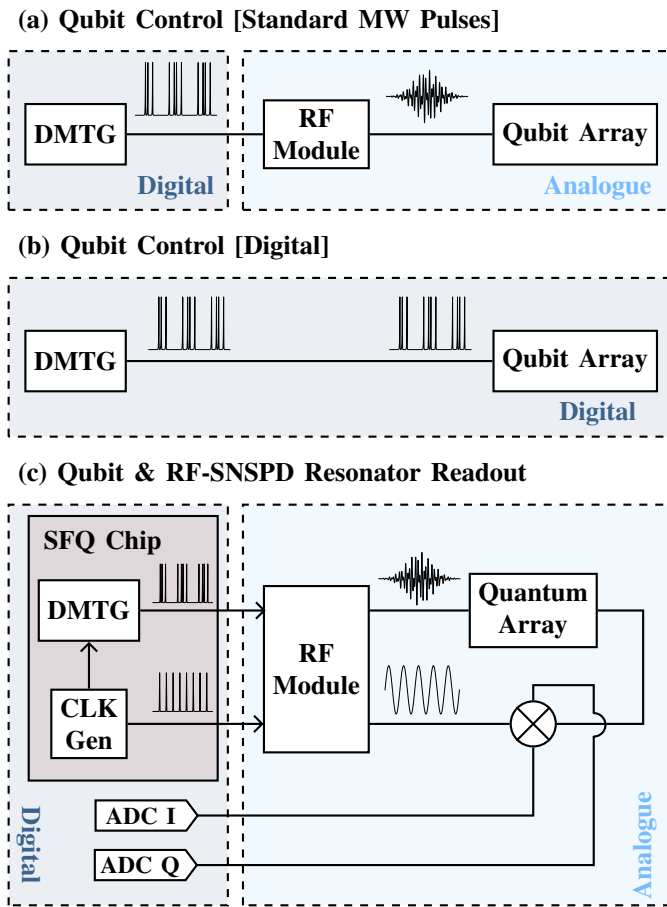 (a) Qubit Control [Standard MW Pulses]
DMTG
RF
Module
Qubit Array
Digital
Analogue
(b) Qubit Control [Digital]
DMTG
Qubit Array
Digital
(c) Qubit & RF-SNSPD Resonator Readout
SFQ Chip
DMTG
CLK
Gen
RF
Module
Quantum
Array
ADC I
ADC Q
Digital
Analogue